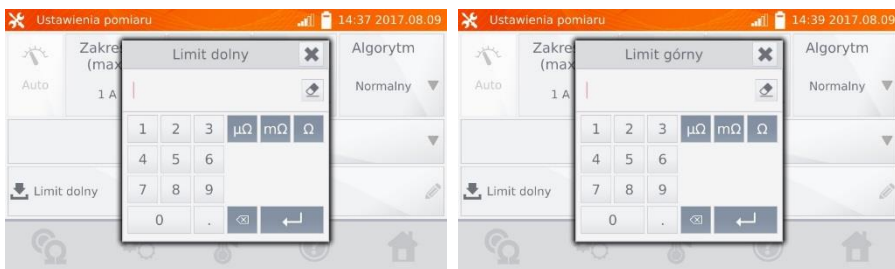 Ustawienia pomiaru 14:37 2017.08.09
Limit dolny
Auto
Zakre
(max
1 A
Algorytm
Normalny
1 2 3 µΩ mΩ Ω
4 5 6
7 8 9
0 .
Limit dolny
Ustawienia pomiaru 14:39 2017.08.09
Limit górny
Auto
Zakre
(max
1 A
Algorytm
Normalny
1 2 3 µΩ mΩ Ω
4 5 6
7 8 9
0 .
Limit dolny